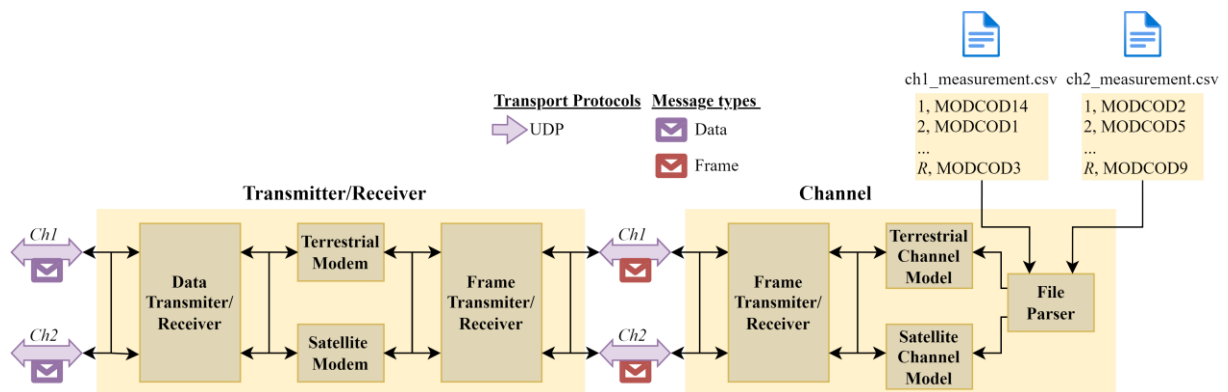 ch1_measurement.csv
ch2_measurement.csv
1, MODCOD14
2, MODCOD1
...
R, MODCOD3
1, MODCOD2
2, MODCOD5
...
R, MODCOD9
Transport Protocols
Message types
UDP
Data
Frame
Transmitter/Receiver
Channel
Ch1
Ch2
Data
Transmiter/
Receiver
Terrestrial
Modem
Satellite
Modem
Frame
Transmiter/
Receiver
Ch1
Ch2
Frame
Transmiter/
Receiver
Terrestrial
Channel
Model
Satellite
Channel
Model
File
Parser